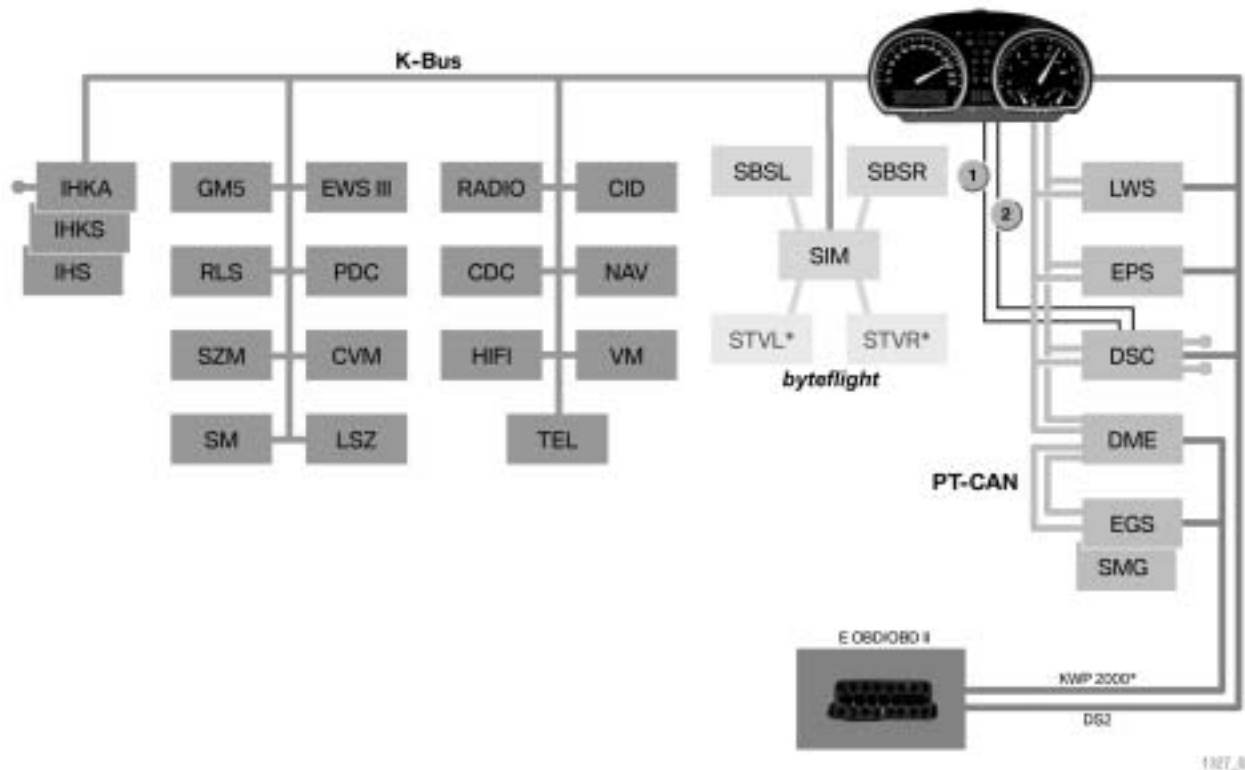 K-Bus
IHKA
IHKS
IHS
GM5
EWS III
RLS
PDC
SZM
CVM
SM
LSZ
RADIO
CID
CDC
NAV
HIFI
VM
TEL
SBSL
SBSR
SIM
STVL*
STVR*
byteflight
1
2
LWS
EPS
DSC
DME
PT-CAN
EGS
SMG
E OBD/OBD II
KWP 2000*
DS2